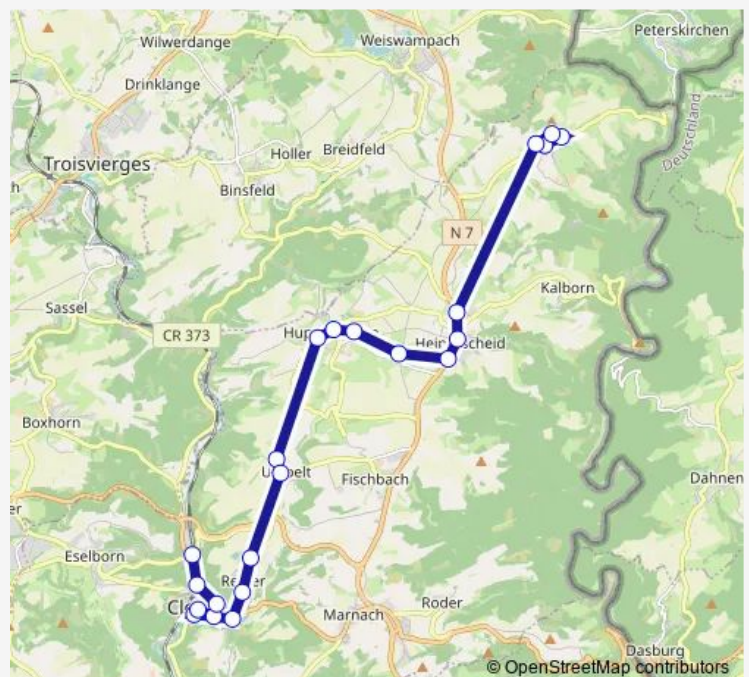 Peterskirchen
Wilwerdange
Weiswampach
Drinklange
Deutschland
Troisvierges
Holler
Breidfeld
Binsfeld
N 7
Kalborn
Sassel
CR 373
Boxhorn
Fischbach
Dahnen
Eselborn
Roder
Marnach
Dasburg
© OpenStreetMap contributors